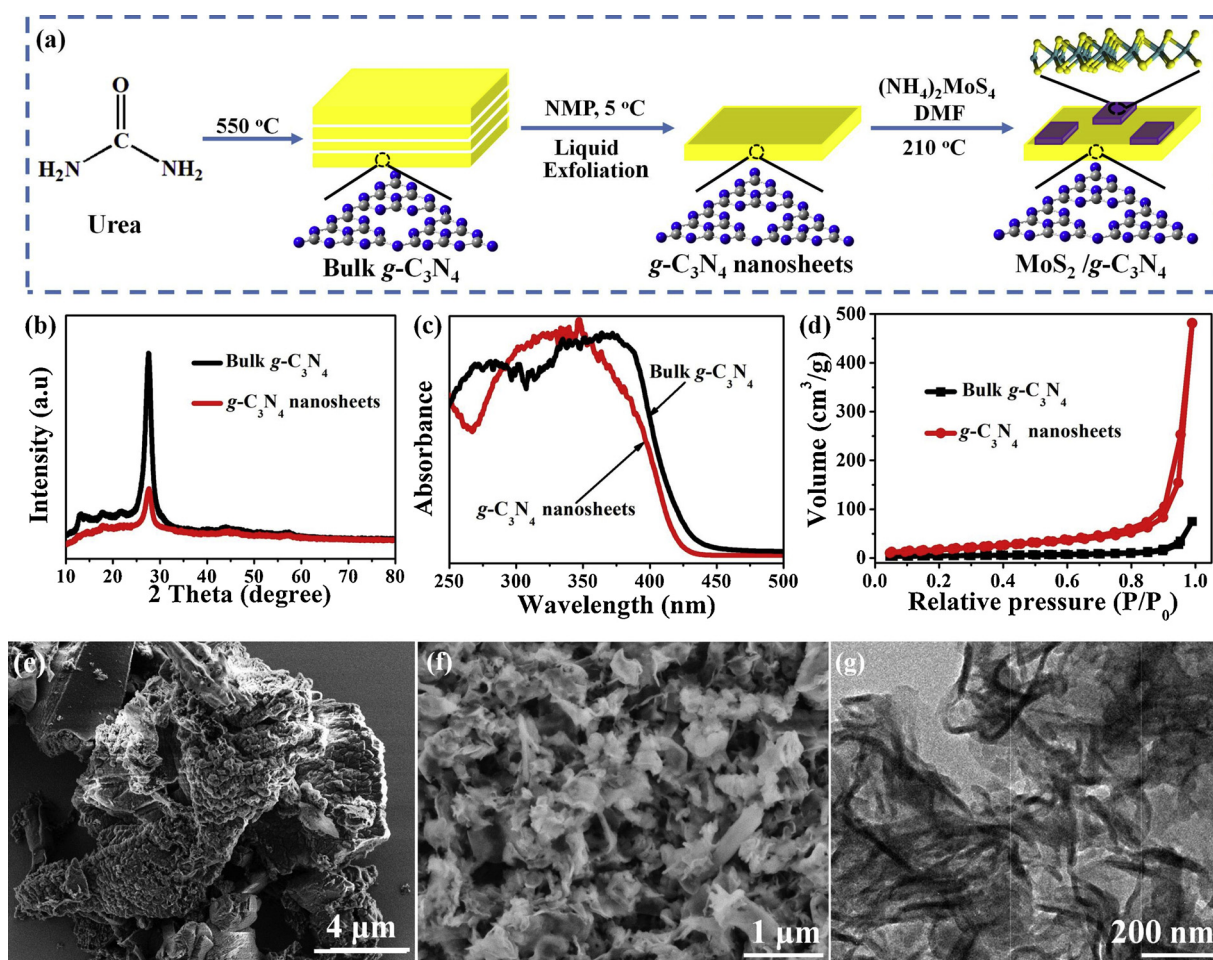 (a)
O
C
H₂N
NH₂
Urea
550 °C
Bulk g-C₃N₄
NMP, 5 °C
Liquid
Exfoliation
g-C₃N₄ nanosheets
(NH₄)₂MoS₄
DMF
210 °C
MoS₂ /g-C₃N₄
(b)
Bulk g-C₃N₄
g-C₃N₄ nanosheets
Intensity (a.u)
10 20 30 40 50 60 70 80
2 Theta (degree)
(c)
Bulk g-C₃N₄
g-C₃N₄ nanosheets
Absorbance
250 300 350 400 450 500
Wavelength (nm)
(d)
Bulk g-C₃N₄
g-C₃N₄ nanosheets
Volume (cm³/g)
500
400
300
200
100
0
0.0 0.2 0.4 0.6 0.8 1.0
Relative pressure (P/P₀)
(e)
4 μm
(f)
1 μm
(g)
200 nm